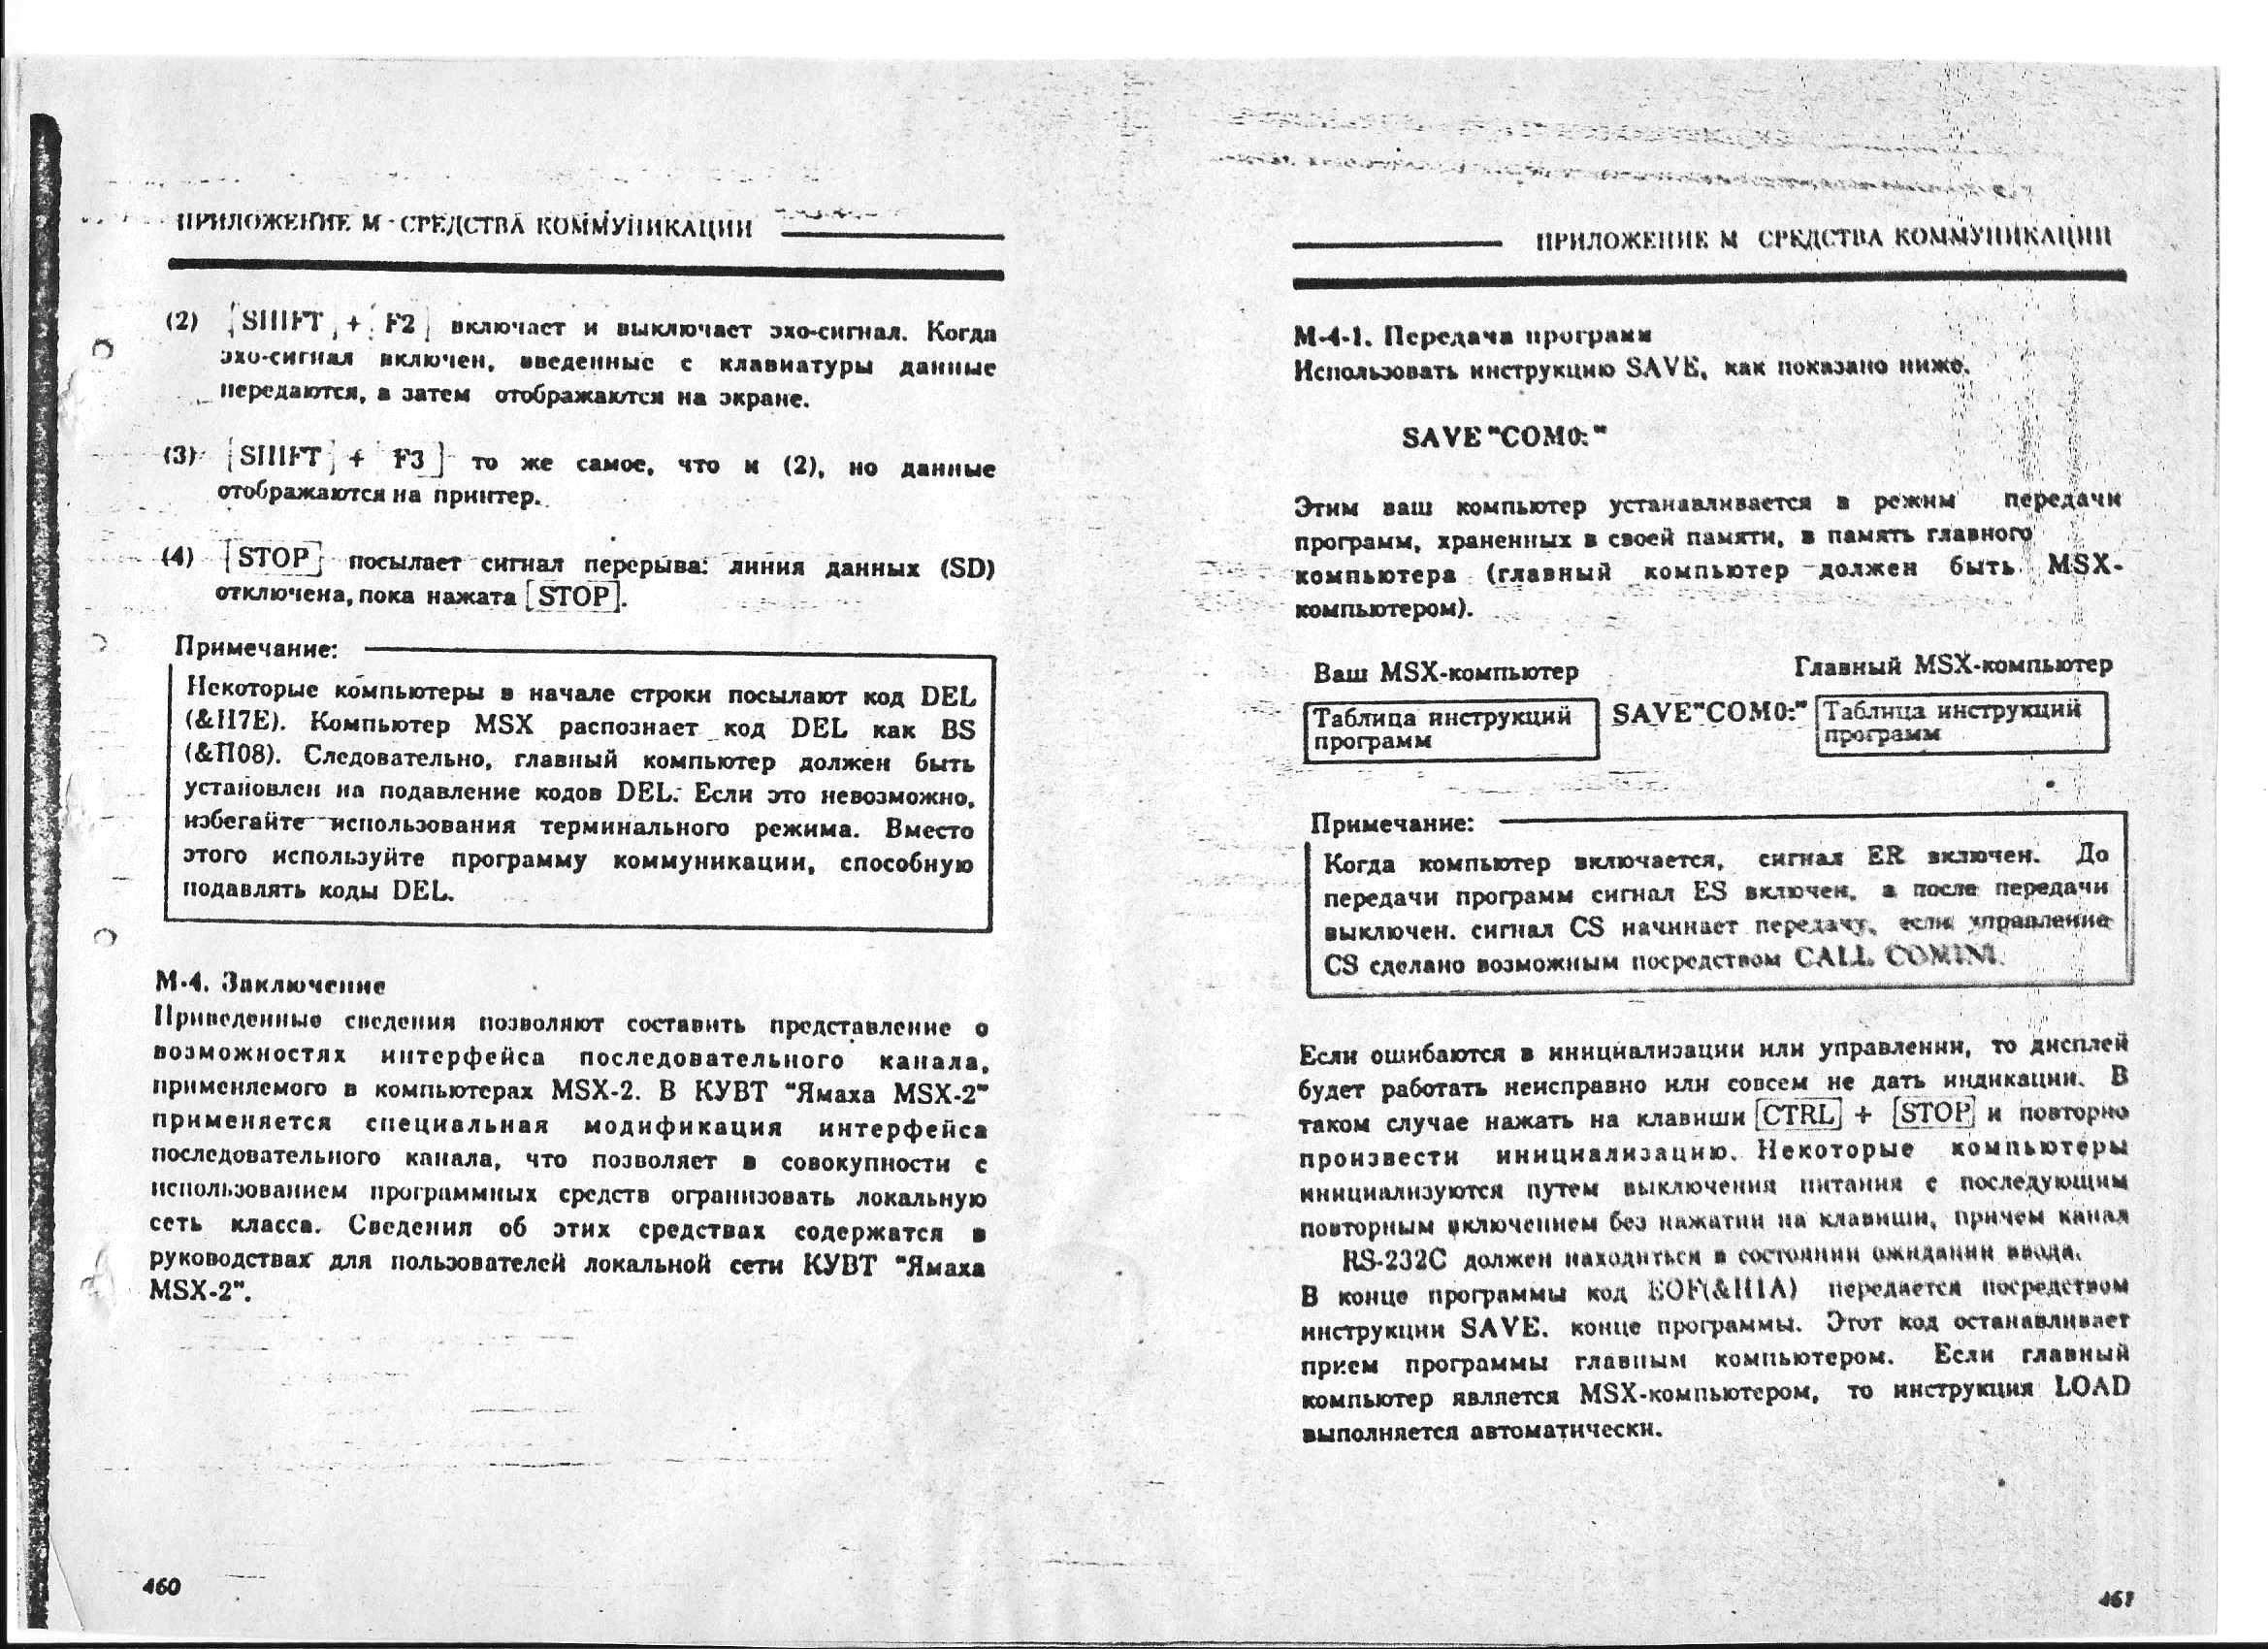 ПРИЛОЖЕНИЕ М СРЕДСТВА КОММУНИКАЦИИ
(2) SHIFT + F2 включает и выключает эхо-сигнал. Когда
эхо-сигнал включен, введенные с клавиатуры данные
передаются, а затем отображаются на экране.
(3) SHIFT + F3 то же самое, что и (2), но данные
отображаются на принтер.
(4) STOP посылает сигнал перерыва: линия данных (SD)
отключена, пока нажата STOP.
Примечание:
Некоторые компьютеры в начале строки посылают код DEL
(&H7E). Компьютер MSX распознает код DEL как BS
(&H08). Следовательно, главный компьютер должен быть
установлен на подавление кодов DEL. Если это невозможно,
избегайте использования терминального режима. Вместо
этого используйте программу коммуникации, способную
подавлять коды DEL.
М-4. Заключение
Приведенные сведения позволяют составить представление о
возможностях интерфейса последовательного канала,
применяемого в компьютерах MSX-2. В КУВТ "Ямаха MSX-2"
применяется специальная модификация интерфейса
последовательного канала, что позволяет в совокупности с
использованием программных средств огранизовать локальную
сеть класса. Сведения об этих средствах содержатся в
руководствах для пользователей локальной сети КУВТ "Ямаха
MSX-2".
460
ПРИЛОЖЕНИЕ М СРЕДСТВА КОММУНИКАЦИИ
М-4-1. Передача программ
Использовать инструкцию SAVE, как показано ниже.
SAVE "COM0:"
Этим ваш компьютер устанавливается в режим передачи
программ, храненных в своей памяти, в память главного
компьютера (главный компьютер должен быть MSX-
компьютером).
Ваш MSX-компьютер Главный MSX-компьютер
Таблица инструкций SAVE"COM0:" Таблица инструкций
программ программ
Примечание:
Когда компьютер включается, сигнал ER включен. До
передачи программ сигнал ES включен, а после передачи
выключен. сигнал CS начинает передачу, если управление
CS сделано возможным посредством CALL COMINI.
Если ошибаются в инициализации или управлении, то дисплей
будет работать неисправно или совсем не дать индикации. В
таком случае нажать на клавиши CTRL + STOP и повторно
произвести инициализацию. Некоторые компьютеры
инициализуются путем выключения питания с последующим
повторным включением без нажатии на клавиши, причем канал
RS-232C должен находиться в состоянии ожидании ввода.
В конце программы код EOF(&H1A) передается посредством
инструкции SAVE. конце программы. Этот код останавливает
прием программы главным компьютером. Если главный
компьютер является MSX-компьютером, то инструкция LOAD
выполняется автоматически.
461